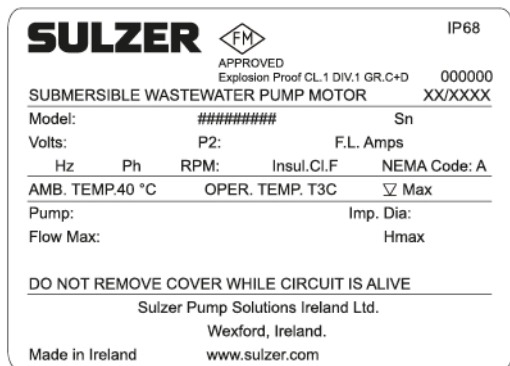 SULZER FM IP68
APPROVED
Explosion Proof CL.1 DIV.1 GR.C+D 000000
SUBMERSIBLE WASTEWATER PUMP MOTOR XX/XXXX
Model: ######### Sn
Volts: P2: F.L. Amps
Hz Ph RPM: Insul.Cl.F NEMA Code: A
AMB. TEMP.40 °C OPER. TEMP. T3C ▽ Max
Pump: Imp. Dia:
Flow Max: Hmax
DO NOT REMOVE COVER WHILE CIRCUIT IS ALIVE
Sulzer Pump Solutions Ireland Ltd.
Wexford, Ireland.
Made in Ireland www.sulzer.com